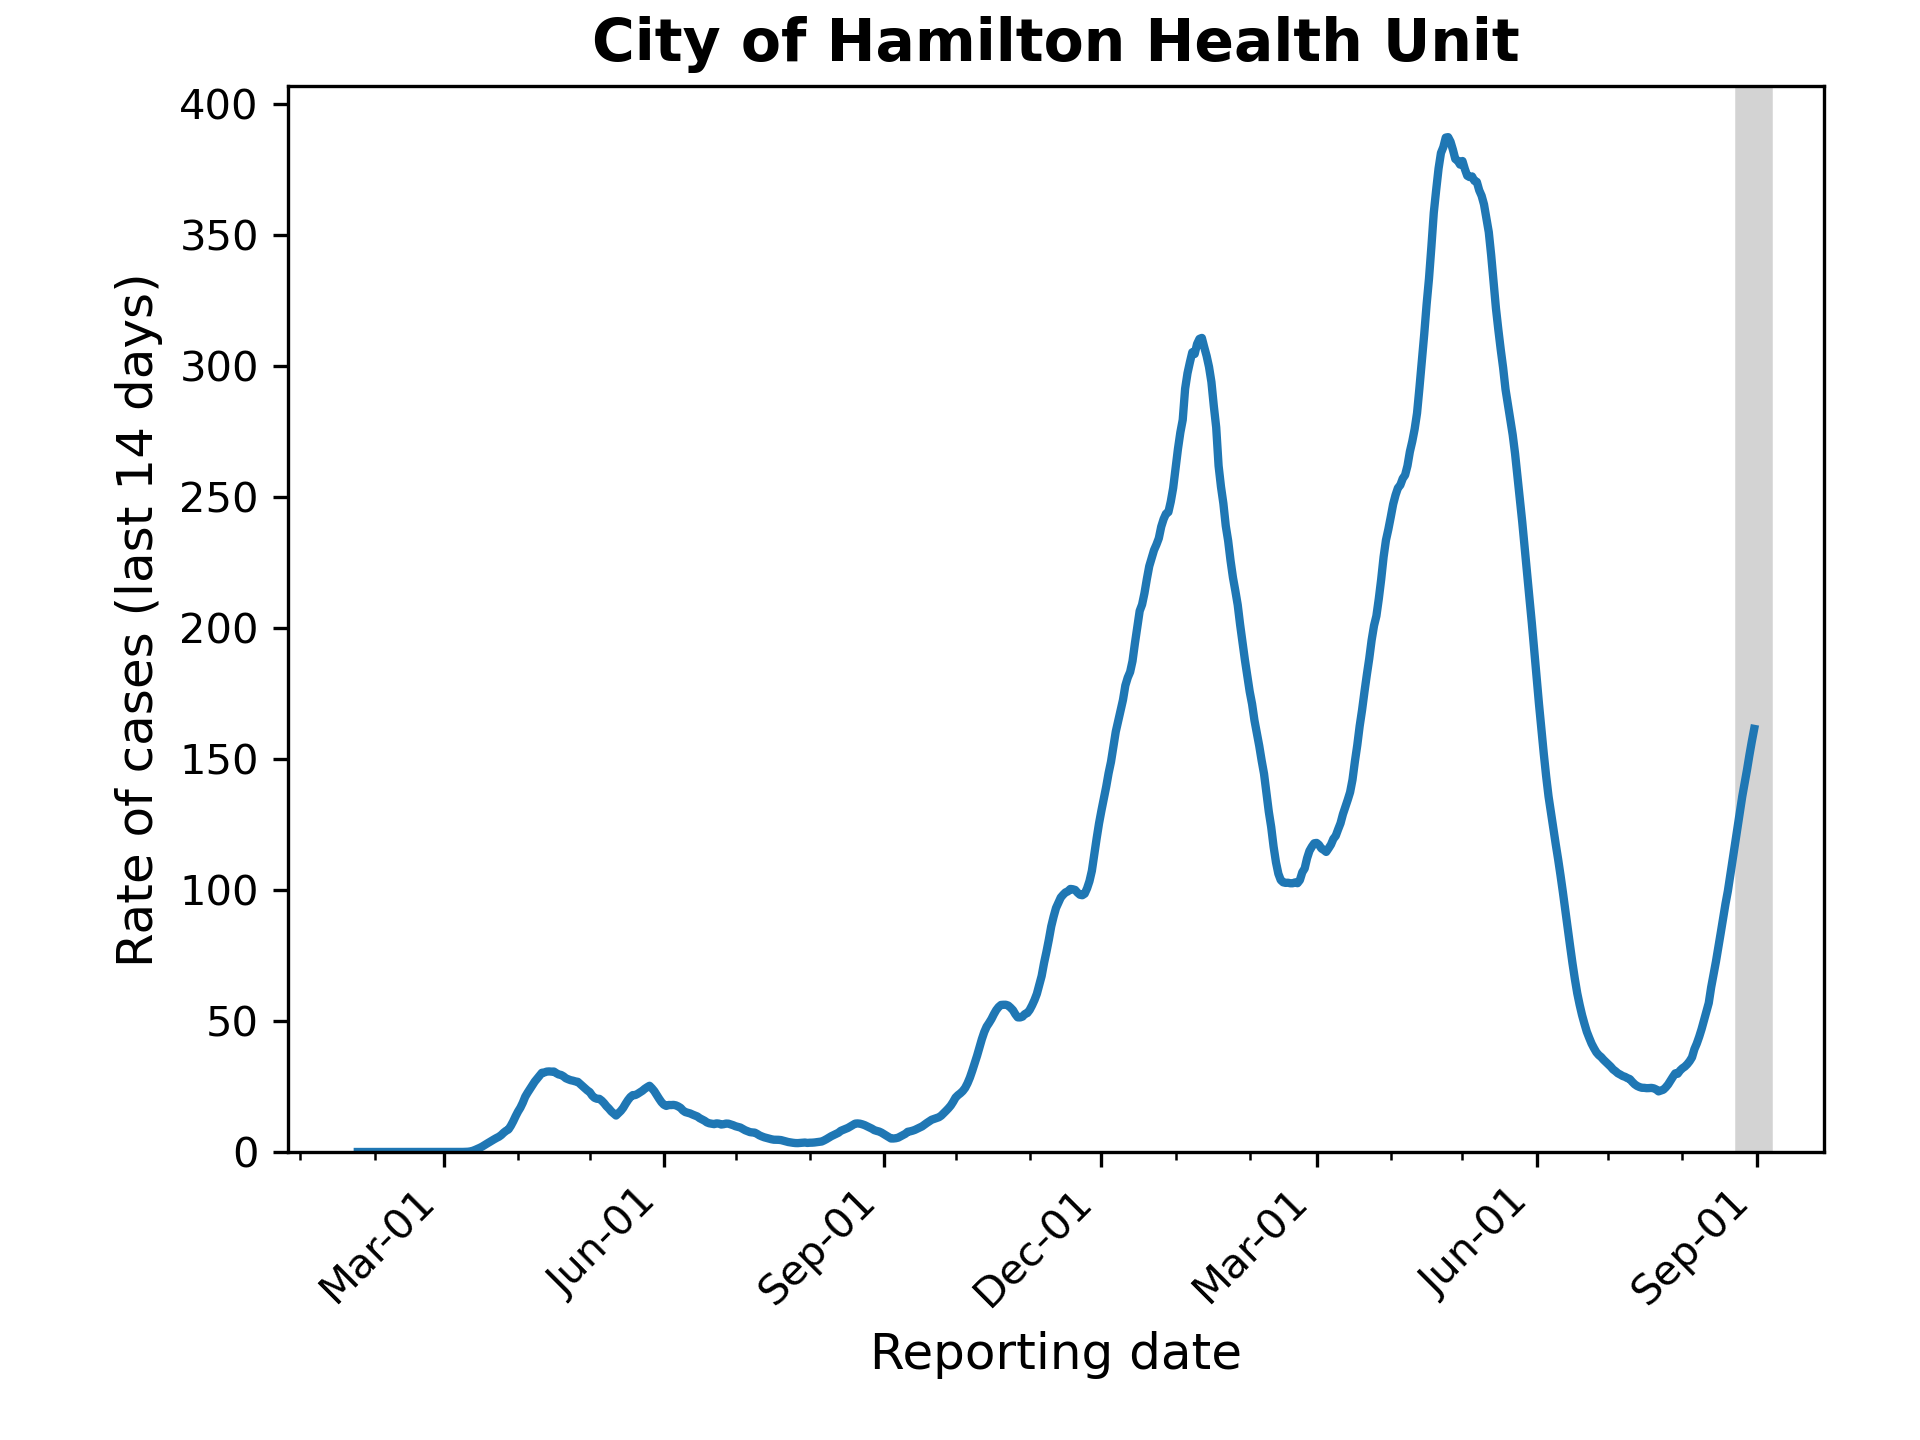 City of Hamilton Health Unit
Rate of cases (last 14 days)
400
350
300
250
200
150
100
50
0
Mar-01
Jun-01
Sep-01
Dec-01
Mar-01
Jun-01
Sep-01
Reporting date